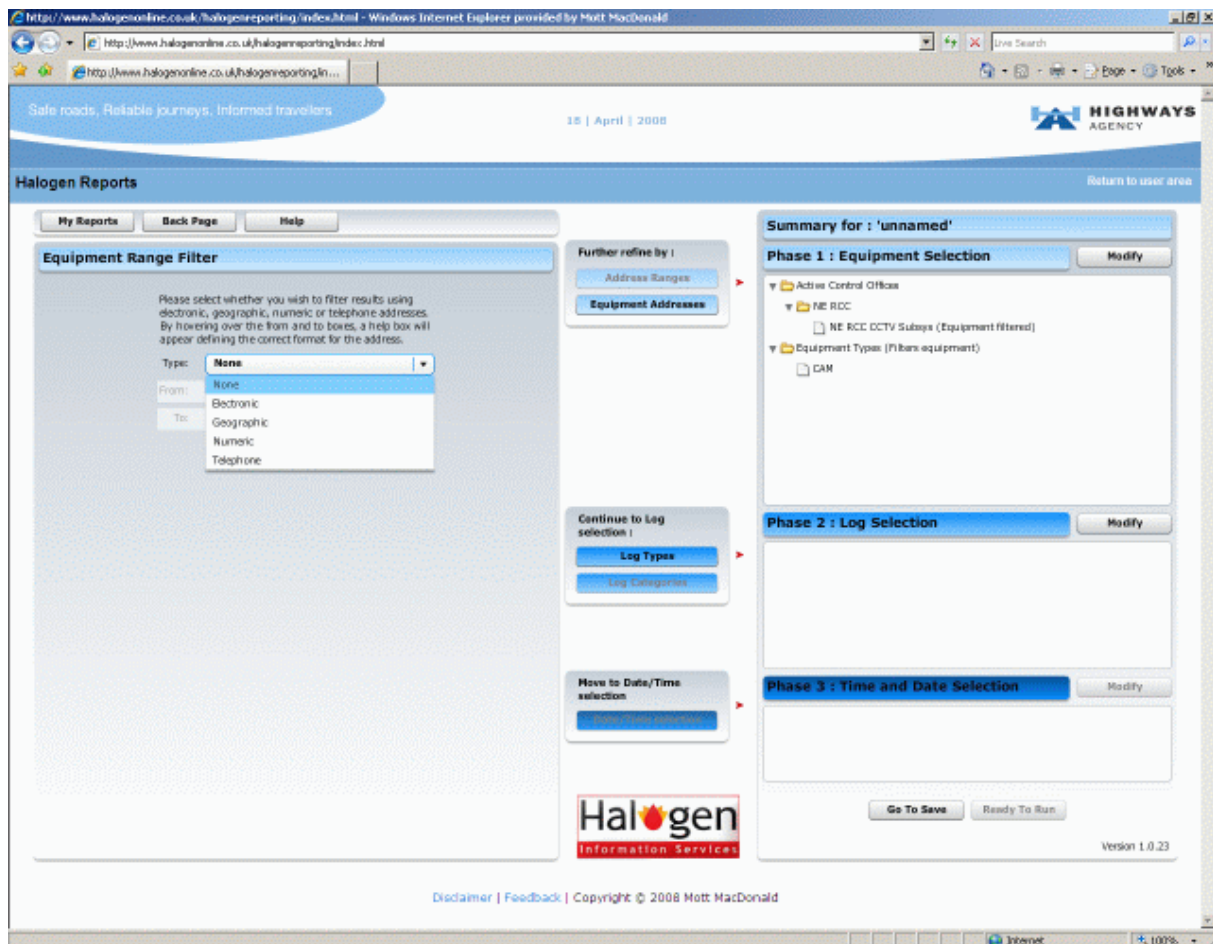 http://www.halogenonline.co.uk/halogenreporting/index.html - Windows Internet Explorer provided by Mott MacDonald
http://www.halogenonline.co.uk/halogenreporting/index.html
Live Search
http://www.halogenonline.co.uk/halogenreporting/in...
Page
Tools
Safe roads, Reliable journeys, Informed travellers
18 | April | 2008
HIGHWAYS
AGENCY
Halogen Reports
Return to user area
My Reports
Back Page
Help
Equipment Range Filter
Please select whether you wish to filter results using
electronic, geographic, numeric or telephone addresses.
By hovering over the from and to boxes, a help box will
appear defining the correct format for the address.
Type: None
From:
To:
None
Electronic
Geographic
Numeric
Telephone
Further refine by :
Address Ranges
Equipment Addresses
Continue to Log
selection :
Log Types
Log Categories
Move to Date/Time
selection
Date/Time selection
Halogen
Information Services
Summary for : 'unnamed'
Phase 1 : Equipment Selection
Modify
Active Control Offices
NE RCC
NE RCC CCTV Subsys (Equipment filtered)
Equipment Types (Filters equipment)
CAM
Phase 2 : Log Selection
Modify
Phase 3 : Time and Date Selection
Modify
Go To Save
Ready To Run
Version 1.0.23
Disclaimer | Feedback | Copyright © 2008 Mott MacDonald
Internet
100%